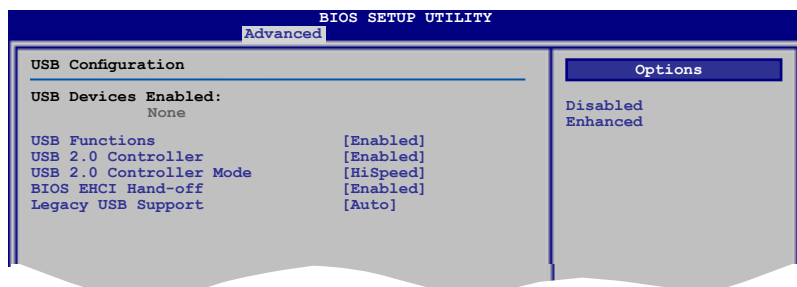 BIOS SETUP UTILITY
Advanced
USB Configuration
USB Devices Enabled:
None
USB Functions [Enabled]
USB 2.0 Controller [Enabled]
USB 2.0 Controller Mode [HiSpeed]
BIOS EHCI Hand-off [Enabled]
Legacy USB Support [Auto]
Options
Disabled
Enhanced